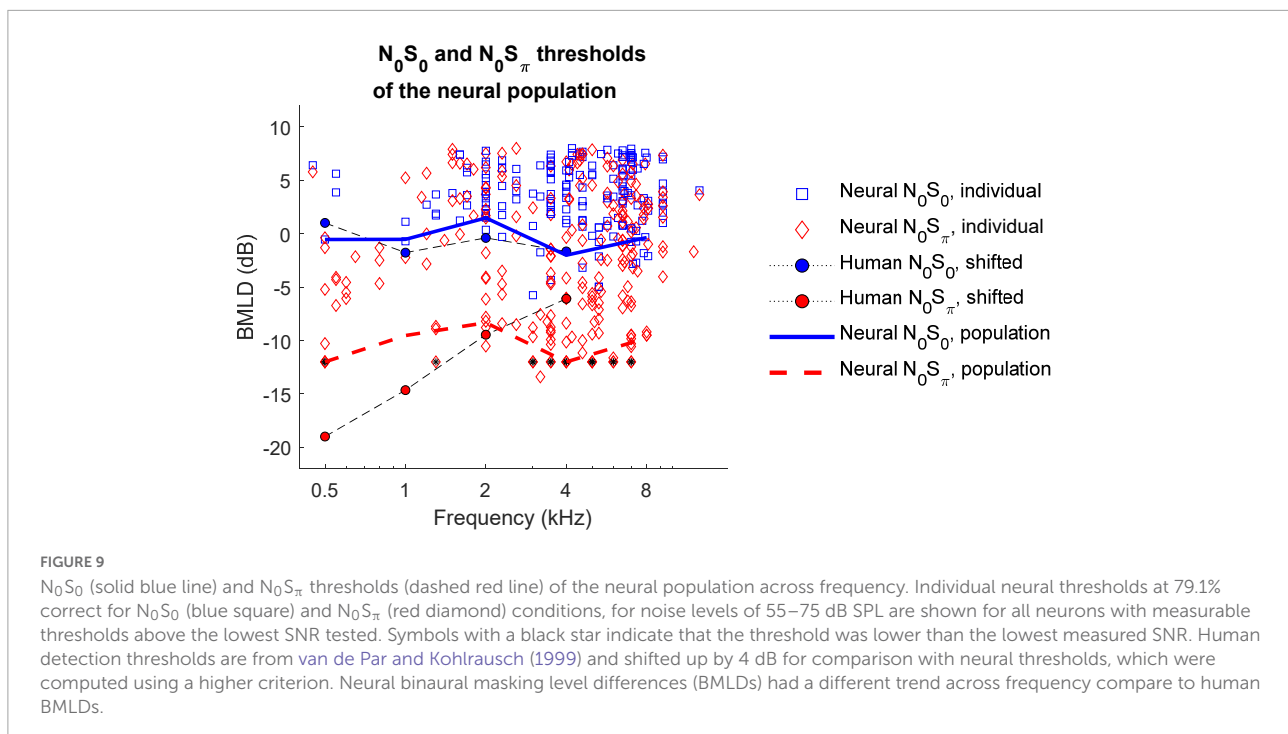 N0S0 and N0Sπ thresholds
of the neural population
10
5
0
-5
-10
-15
-20
BMLD (dB)
0.5 1 2 4 8
Frequency (kHz)
Neural N0S0, individual
Neural N0Sπ, individual
Human N0S0, shifted
Human N0Sπ, shifted
Neural N0S0, population
Neural N0Sπ, population
FIGURE 9
N0S0 (solid blue line) and N0Sπ thresholds (dashed red line) of the neural population across frequency. Individual neural thresholds at 79.1%
correct for N0S0 (blue square) and N0Sπ (red diamond) conditions, for noise levels of 55–75 dB SPL are shown for all neurons with measurable
thresholds above the lowest SNR tested. Symbols with a black star indicate that the threshold was lower than the lowest measured SNR. Human
detection thresholds are from van de Par and Kohlrausch (1999) and shifted up by 4 dB for comparison with neural thresholds, which were
computed using a higher criterion. Neural binaural masking level differences (BMLDs) had a different trend across frequency compare to human
BMLDs.